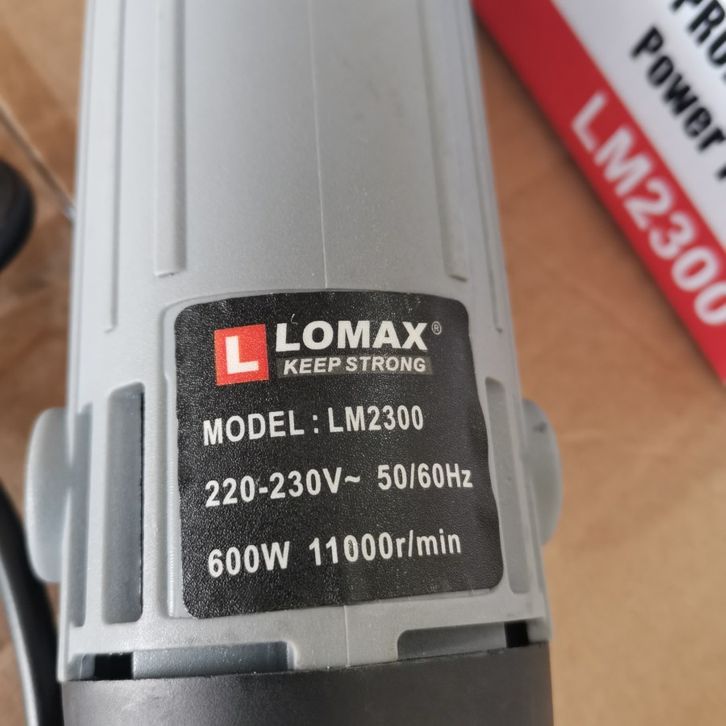 L LOMAX®
KEEP STRONG
MODEL : LM2300
220-230V~ 50/60Hz
600W 11000r/min
Power
LM2300